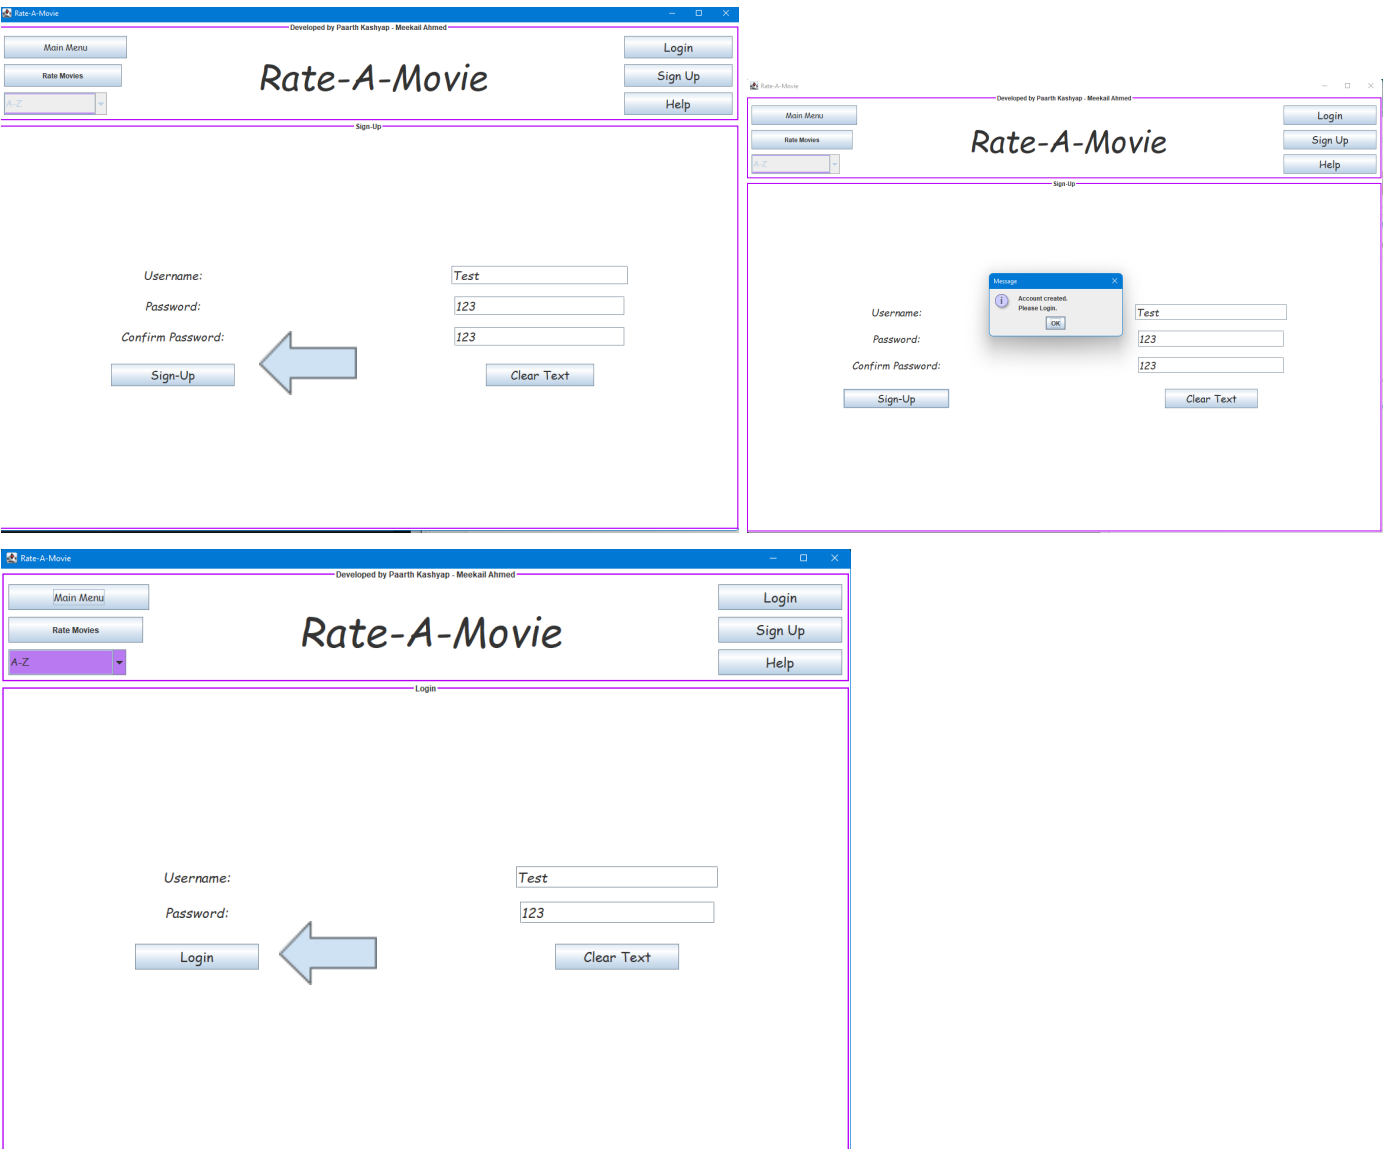 Rate-A-Movie
Developed by Paarth Kashyap - Meekail Ahmed
Main Menu
Login
Rate Movies
Rate-A-Movie
Sign Up
A-Z
Help
Sign-Up
Username:
Test
Password:
123
Confirm Password:
123
Sign-Up
Clear Text
Rate-A-Movie
Developed by Paarth Kashyap - Meekail Ahmed
Main Menu
Login
Rate Movies
Rate-A-Movie
Sign Up
A-Z
Help
Sign-Up
Message
Account created.
Please Login.
OK
Username:
Test
Password:
123
Confirm Password:
123
Sign-Up
Clear Text
Rate-A-Movie
Developed by Paarth Kashyap - Meekail Ahmed
Main Menu
Login
Rate Movies
Rate-A-Movie
Sign Up
A-Z
Help
Login
Username:
Test
Password:
123
Login
Clear Text